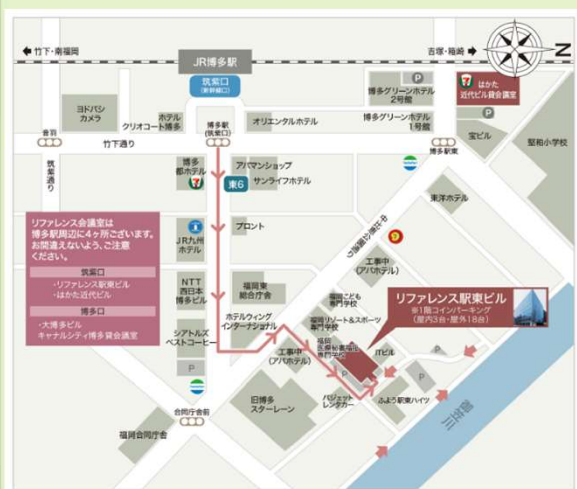 竹下・南福岡
吉塚・箱崎
JR博多駅
筑紫口
(新幹線口)
N
P
ヨドバシ
カメラ
ホテル
クリオコート博多
博多駅
(筑紫口)
オリエンタルホテル
博多グリーンホテル
2号館
博多グリーンホテル
1号館
はかた
近代ビル貸会議室
P
宝ビル
堅粕小学校
音羽
竹下通り
博多駅東
筑紫通り
博多
都ホテル
アパマンショップ
東6
サンライフホテル
東洋ホテル
リファレンス会議室は
博多駅周辺に4ヶ所ございます。
お間違えないよう、ご注意
ください。
筑紫口
・リファレンス駅東ビル
・はかた近代ビル
博多口
・大博多ビル
キャナルシティ博多貸会議室
JR九州
ホテル
プロント
工事中
(アパホテル)
NTT
西日本
博多ビル
福岡東
総合庁舎
福岡こども
専門学校
リファレンス駅東ビル
※1階コインパーキング
(屋内3台・屋外18台)
シアトルズ
ベストコーヒー
ホテルウィング
インターナショナル
福岡リゾート&スポーツ
専門学校
工事中
(アパホテル)
ITビル
P
P
P
合同庁舎前
福岡合同庁舎
旧博多
スターレーン
バジェット
レンタカー
ふよう駅東ハイツ
御笠川